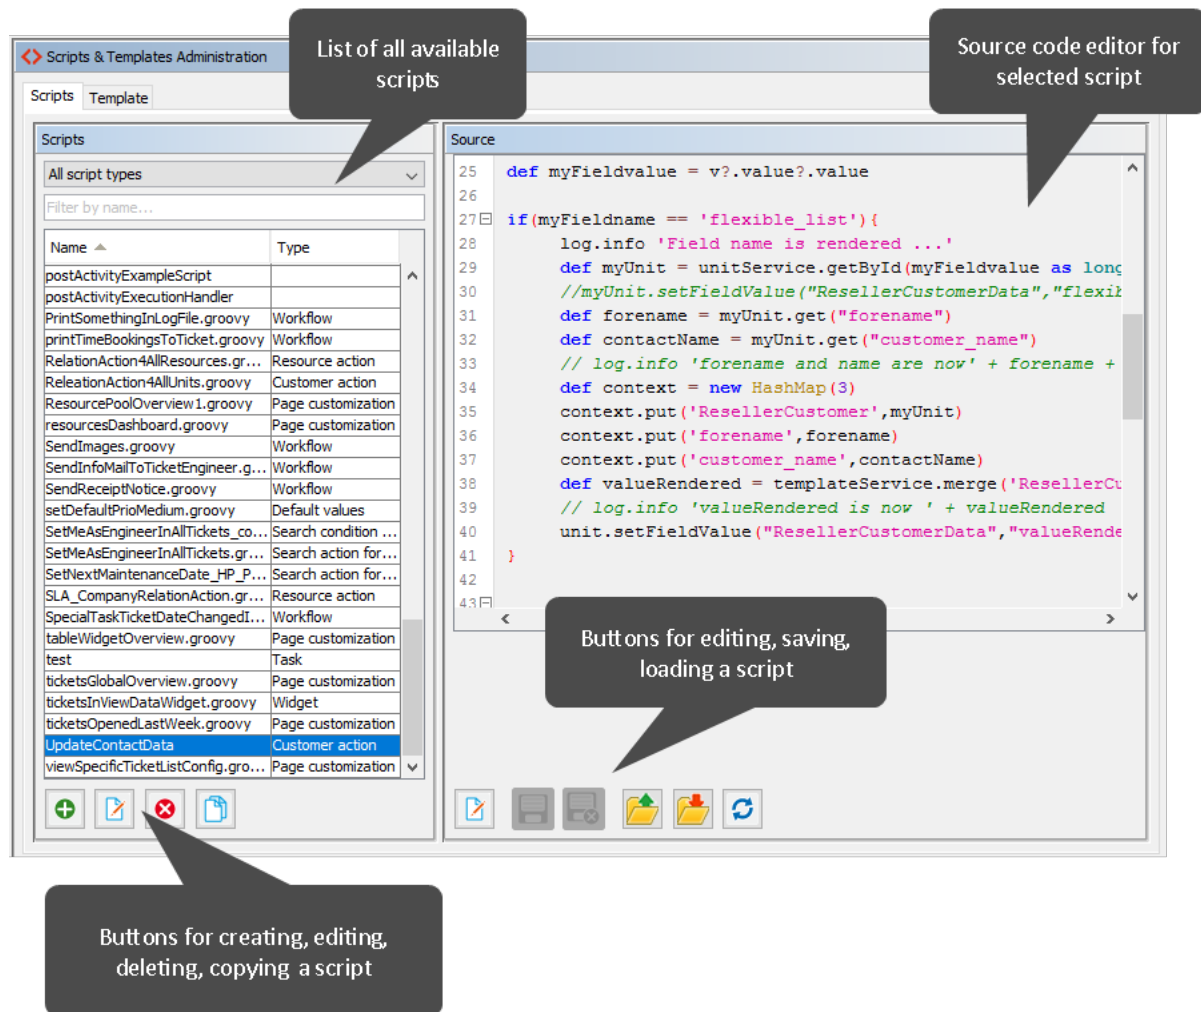 List of all available
scripts
Source code editor for
selected script
Scripts & Templates Administration
Scripts Template
Scripts
All script types
Filter by name...
Name Type
postActivityExampleScript
postActivityExecutionHandler
PrintSomethingInLogFile.groovy Workflow
printTimeBookingsToTicket.groovy Workflow
RelationAction4AllResources.gr... Resource action
ReleationAction4AllUnits.groovy Customer action
ResourcePoolOverview1.groovy Page customization
resourcesDashboard.groovy Page customization
SendImages.groovy Workflow
SendInfoMailToTicketEngineer.g... Workflow
SendReceiptNotice.groovy Workflow
setDefaultPrioMedium.groovy Default values
SetMeAsEngineerInAllTickets_co... Search condition ...
SetMeAsEngineerInAllTickets.gr... Search action for...
SetNextMaintenanceDate_HP_P... Search action for...
SLA_CompanyRelationAction.gr... Resource action
SpecialTaskTicketDateChangedI... Workflow
tableWidgetOverview.groovy Page customization
test Task
ticketsGlobalOverview.groovy Page customization
ticketsInViewDataWidget.groovy Widget
ticketsOpenedLastWeek.groovy Page customization
UpdateContactData Customer action
viewSpecificTicketListConfig.gro... Page customization
Source
25 def myFieldvalue = v?.value?.value
26
27 if(myFieldname == 'flexible_list'){
28 log.info 'Field name is rendered ...'
29 def myUnit = unitService.getById(myFieldvalue as long
30 //myUnit.setFieldValue("ResellerCustomerData","flexib
31 def forename = myUnit.get("forename")
32 def contactName = myUnit.get("customer_name")
33 // log.info 'forename and name are now' + forename +
34 def context = new HashMap(3)
35 context.put('ResellerCustomer',myUnit)
36 context.put('forename',forename)
37 context.put('customer_name',contactName)
38 def valueRendered = templateService.merge('ResellerCu
39 // log.info 'valueRendered is now ' + valueRendered
40 unit.setFieldValue("ResellerCustomerData","valueRende
41 }
42
43
Buttons for editing, saving,
loading a script
Buttons for creating, editing,
deleting, copying a script